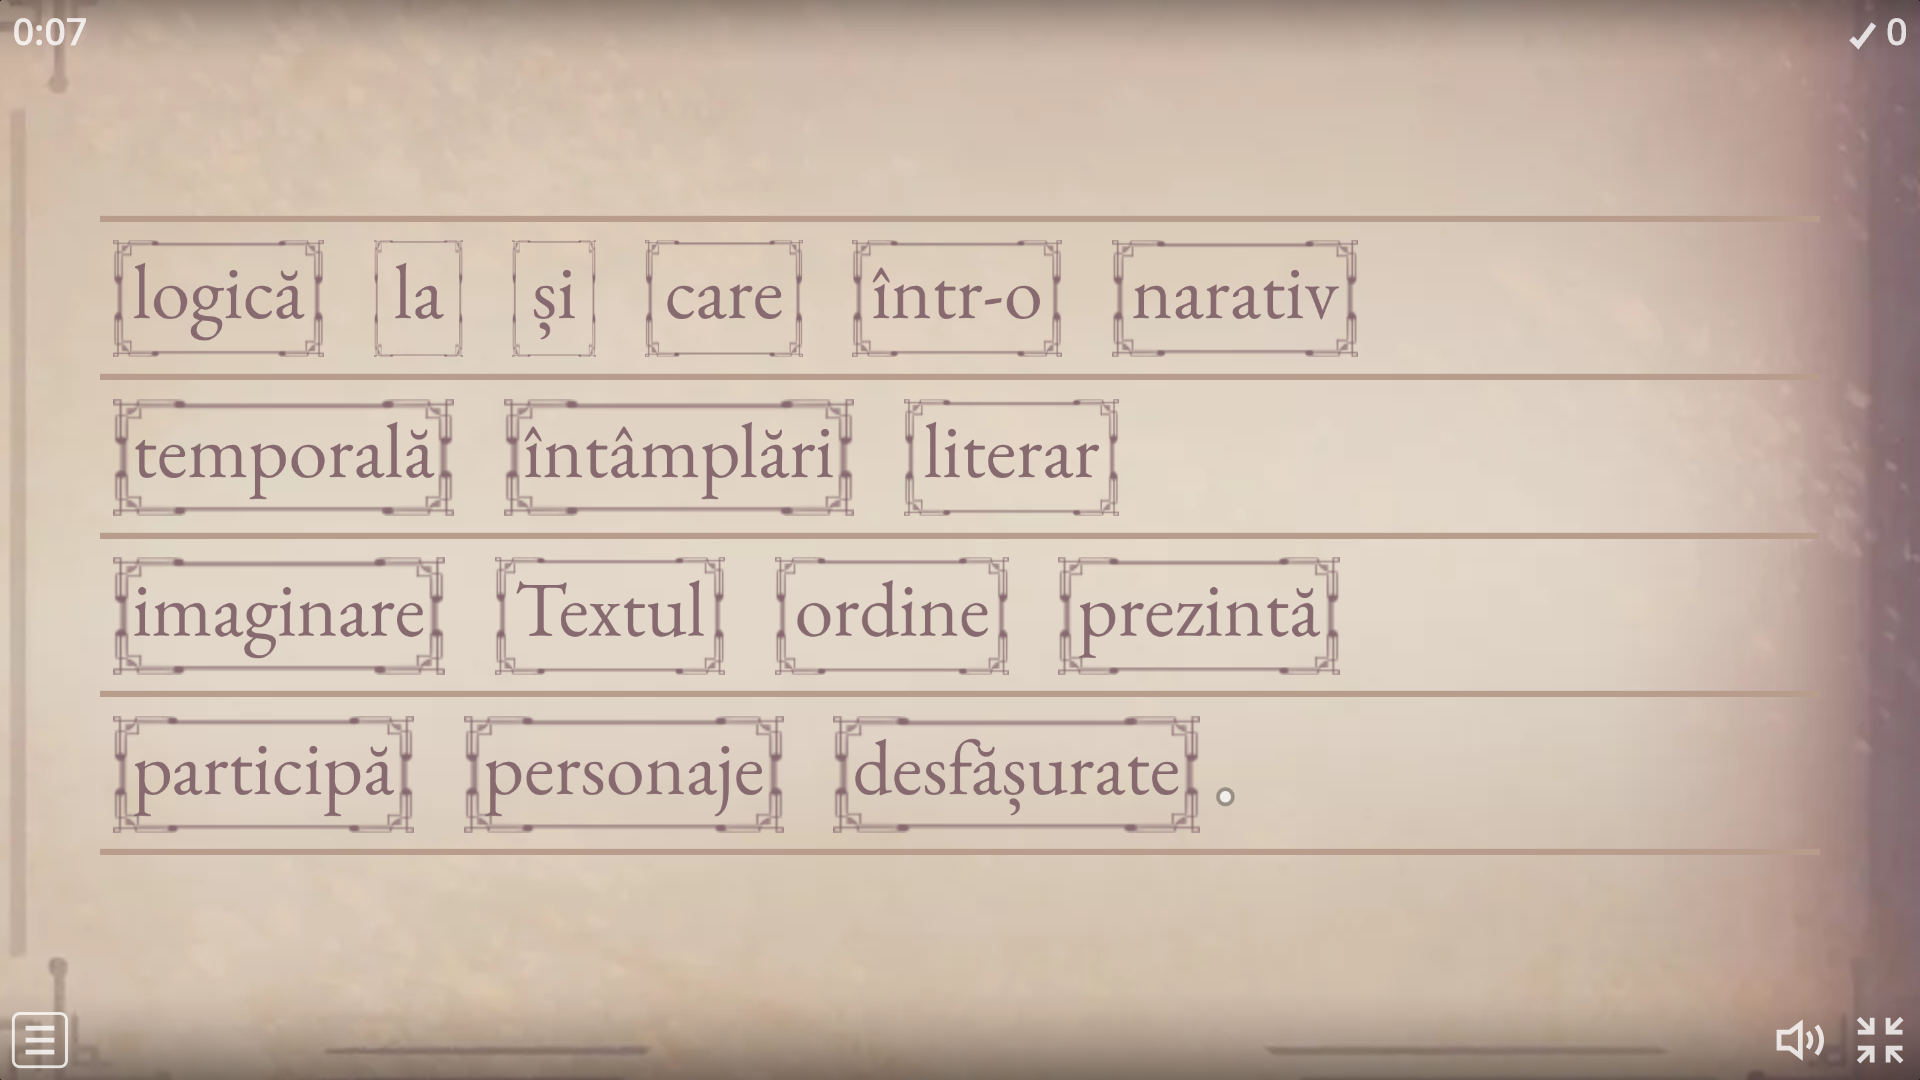 0:07 0
logică la și care într-o narativ
temporală întâmplări literar
imaginare Textul ordine prezintă
participă personaje desfășurate .